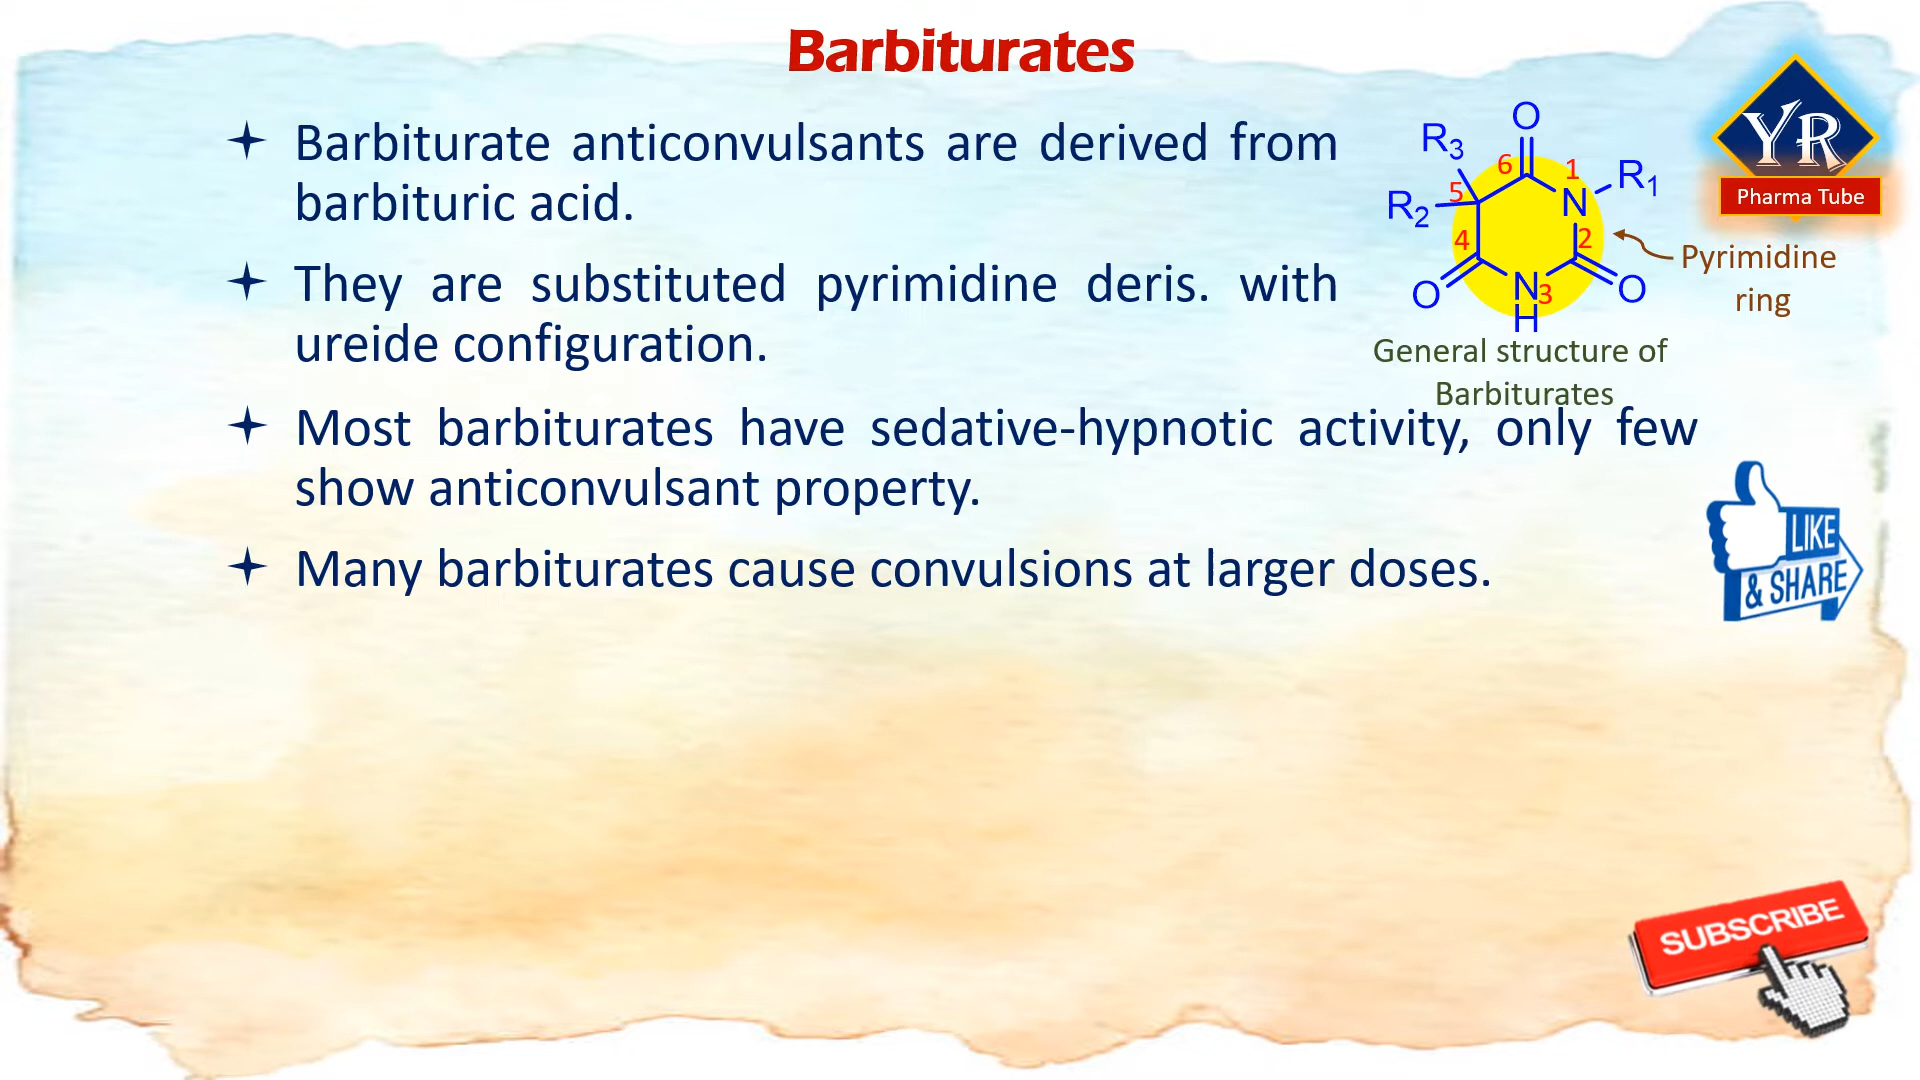 Barbiturates
Barbiturate anticonvulsants are derived from
barbituric acid.
They are substituted pyrimidine deris. with
ureide configuration.
Most barbiturates have sedative-hypnotic activity, only few
show anticonvulsant property.
Many barbiturates cause convulsions at larger doses.
O
R3
6
1
R1
5
N
R2
4
2
O
N
3
O
H
Pyrimidine
ring
General structure of
Barbiturates
YR
Pharma Tube
LIKE
& SHARE
SUBSCRIBE